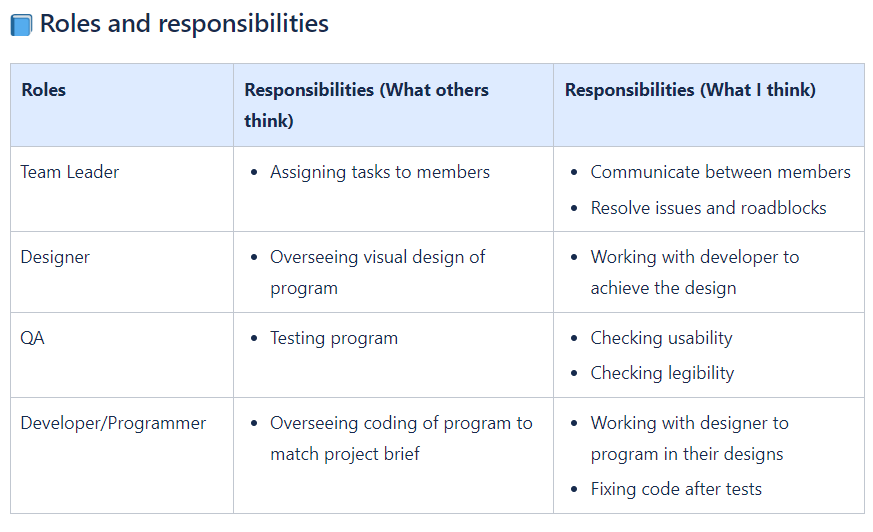 Roles and responsibilities
Roles
Responsibilities (What others
think)
Responsibilities (What I think)
Team Leader
• Assigning tasks to members
• Communicate between members
• Resolve issues and roadblocks
Designer
• Overseeing visual design of
program
• Working with developer to
achieve the design
QA
• Testing program
• Checking usability
• Checking legibility
Developer/Programmer
• Overseeing coding of program to
match project brief
• Working with designer to
program in their designs
• Fixing code after tests